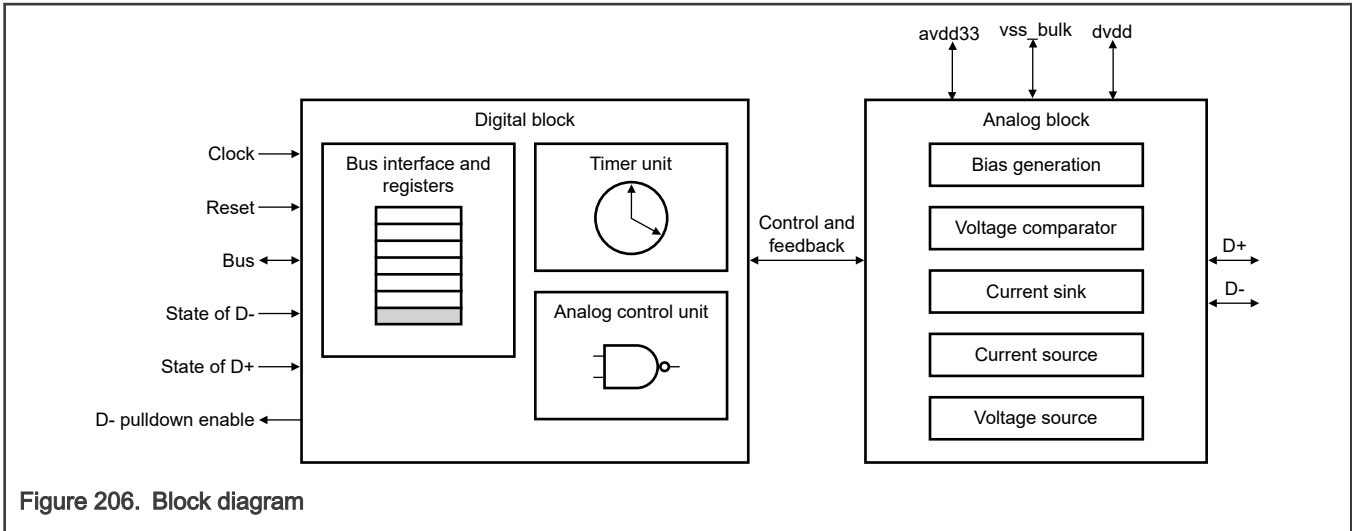 avdd33
vss_bulk
dvdd
Digital block
Analog block
Clock
Reset
Bus
State of D-
State of D+
D- pulldown enable
Bus interface and
registers
Timer unit
Analog control unit
Control and
feedback
Bias generation
Voltage comparator
Current sink
Current source
Voltage source
D+
D-
Figure 206. Block diagram